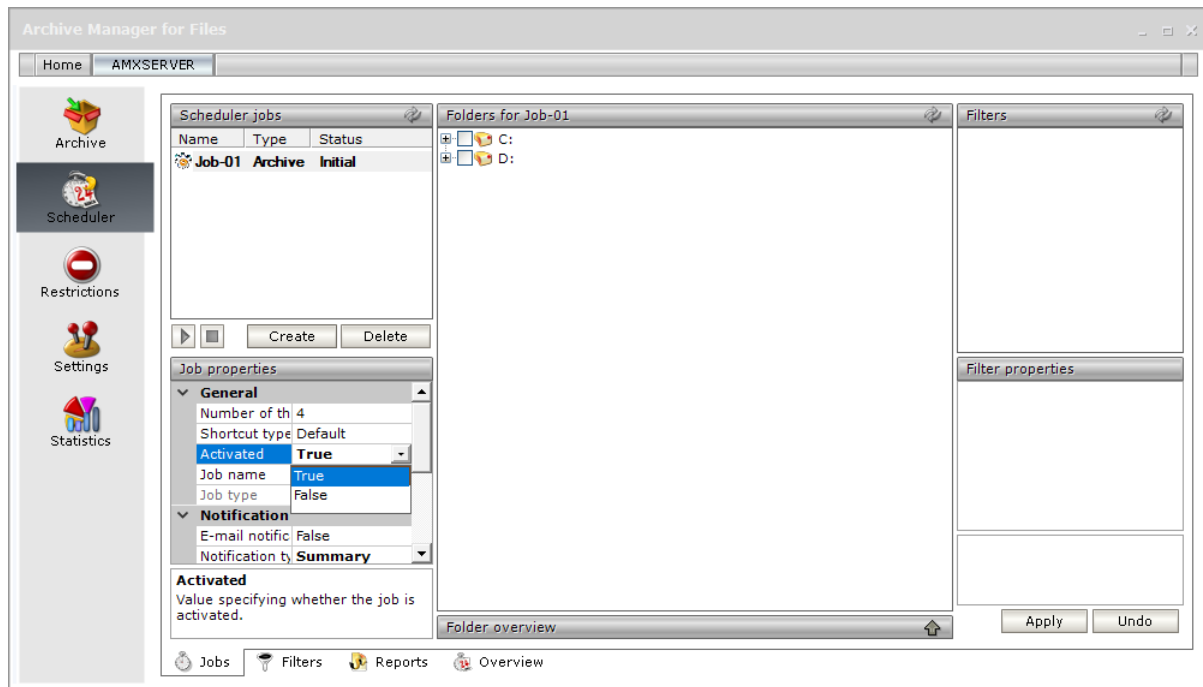 Archive Manager for Files
Home AMXSERVER
Archive
Scheduler
Restrictions
Settings
Statistics
Scheduler jobs
Name Type Status
Job-01 Archive Initial
Create Delete
Job properties
General
Number of th 4
Shortcut type Default
Activated True
Job name True
Job type False
Notification
E-mail notific False
Notification ty Summary
Activated
Value specifying whether the job is
activated.
Folders for Job-01
C:
D:
Folder overview
Filters
Filter properties
Apply Undo
Jobs Filters Reports Overview